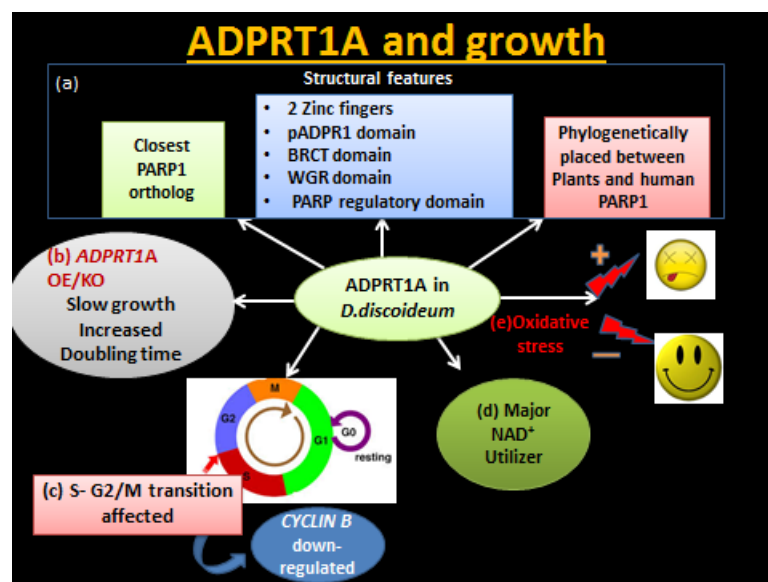 ADPRT1A and growth
(a)
Structural features
Closest
PARP1
ortholog
• 2 Zinc fingers
• pADPR1 domain
• BRCT domain
• WGR domain
• PARP regulatory domain
Phylogenetically
placed between
Plants and human
PARP1
(b) ADPRT1A
OE/KO
Slow growth
Increased
Doubling time
ADPRT1A in
D.discoideum
+
(e)Oxidative
stress
–
M
G2
G1
G0
resting
S
(c) S- G2/M transition
affected
CYCLIN B
down-
regulated
(d) Major
NAD⁺
Utilizer